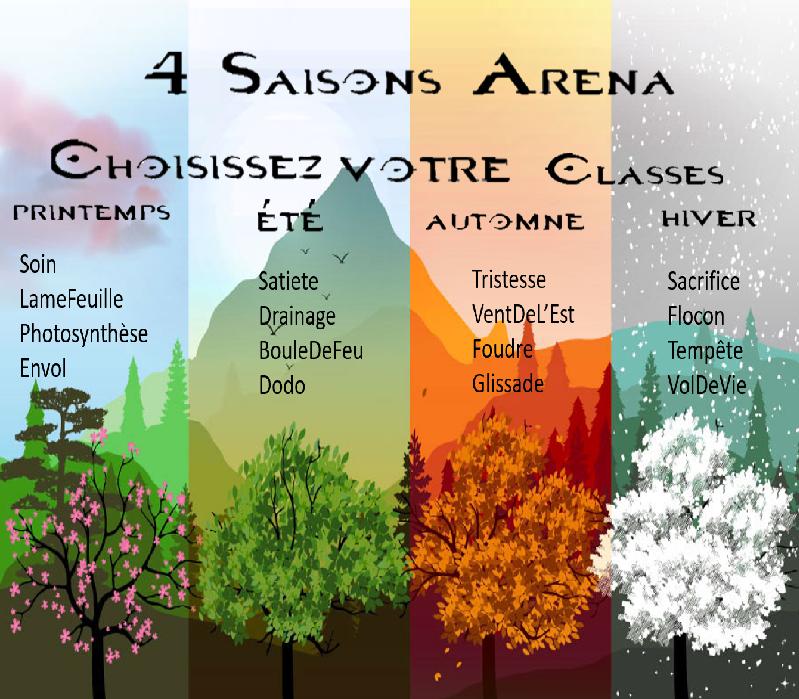 4 Saisons Arena
Choisissez votre Classes
PRINTEMPS
Soin
LameFeuille
Photosynthèse
Envol
ÉTÉ
Satiete
Drainage
BouleDeFeu
Dodo
AUTOMNE
Tristesse
VentDeL'Est
Foudre
Glissade
HIVER
Sacrifice
Flocon
Tempête
VolDeVie